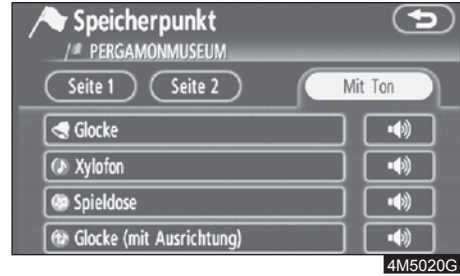 Speicherpunkt
PERGAMONMUSEUM
Seite 1 Seite 2 Mit Ton
Glocke
Xylofon
Spieldose
Glocke (mit Ausrichtung)
4M5020G